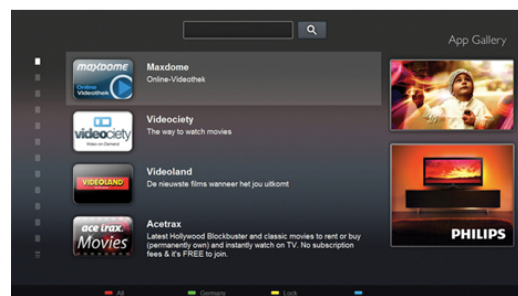 App Gallery
maxdome
Online
Videothek
Maxdome
Online-Videothek
videociety
Video on Demand
Videociety
The way to watch movies
VIDEOLAND
Videoland
De nieuwste films wanneer het jou uitkomt
ace trax.
Movies
Acetrax
Latest Hollywood Blockbuster and classic movies to rent or buy
(permanently own) and instantly watch on TV. No subscription
fees & it's FREE to join.
PHILIPS
All
Germany
Lock